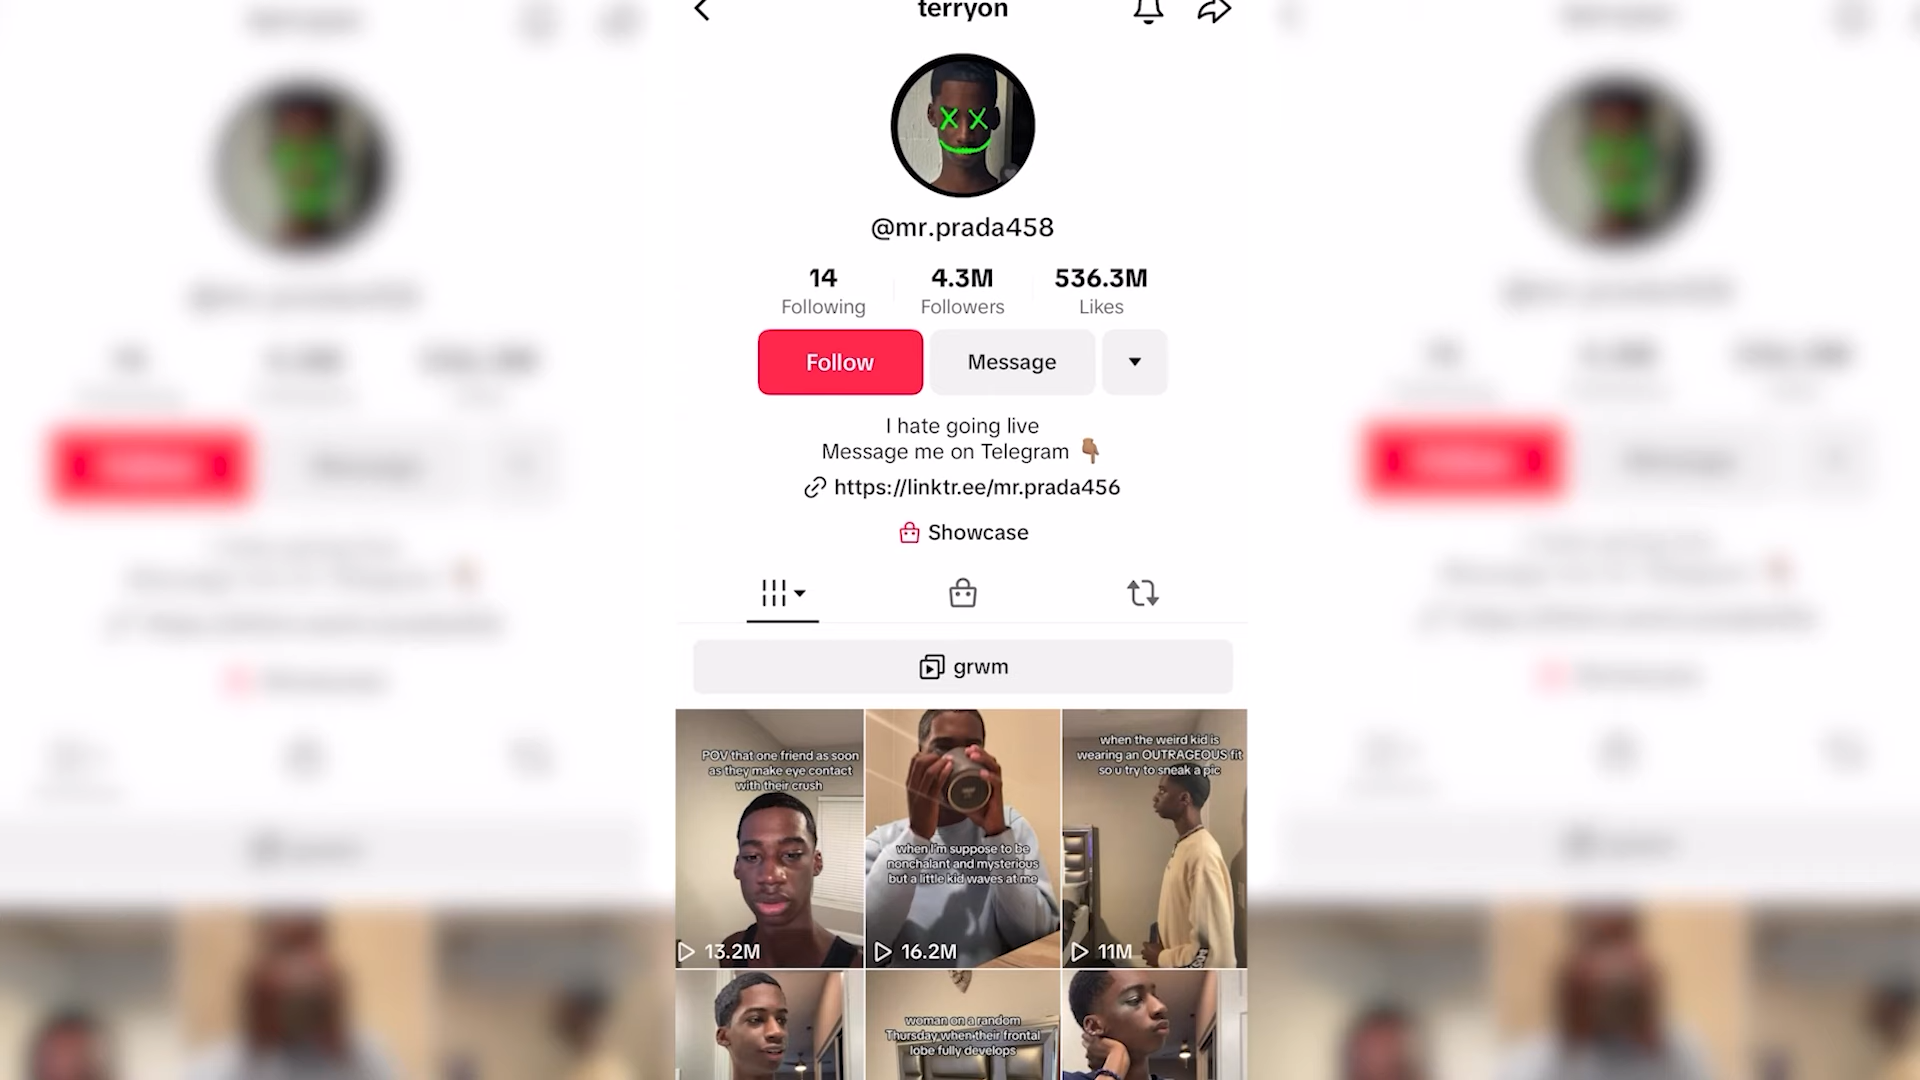 terryon
@mr.prada458
14 4.3M 536.3M
Following Followers Likes
Follow Message
I hate going live
Message me on Telegram 👇🏽
https://linktr.ee/mr.prada456
Showcase
grwm
POV that one friend as soon
as they make eye contact
with their crush
13.2M
when I'm suppose to be
nonchalant and mysterious
but a little kid waves at me
16.2M
when the weird kid is
wearing an OUTRAGEOUS fit
so u try to sneak a pic
11M
woman on a random
Thursday when their frontal
lobe fully develops